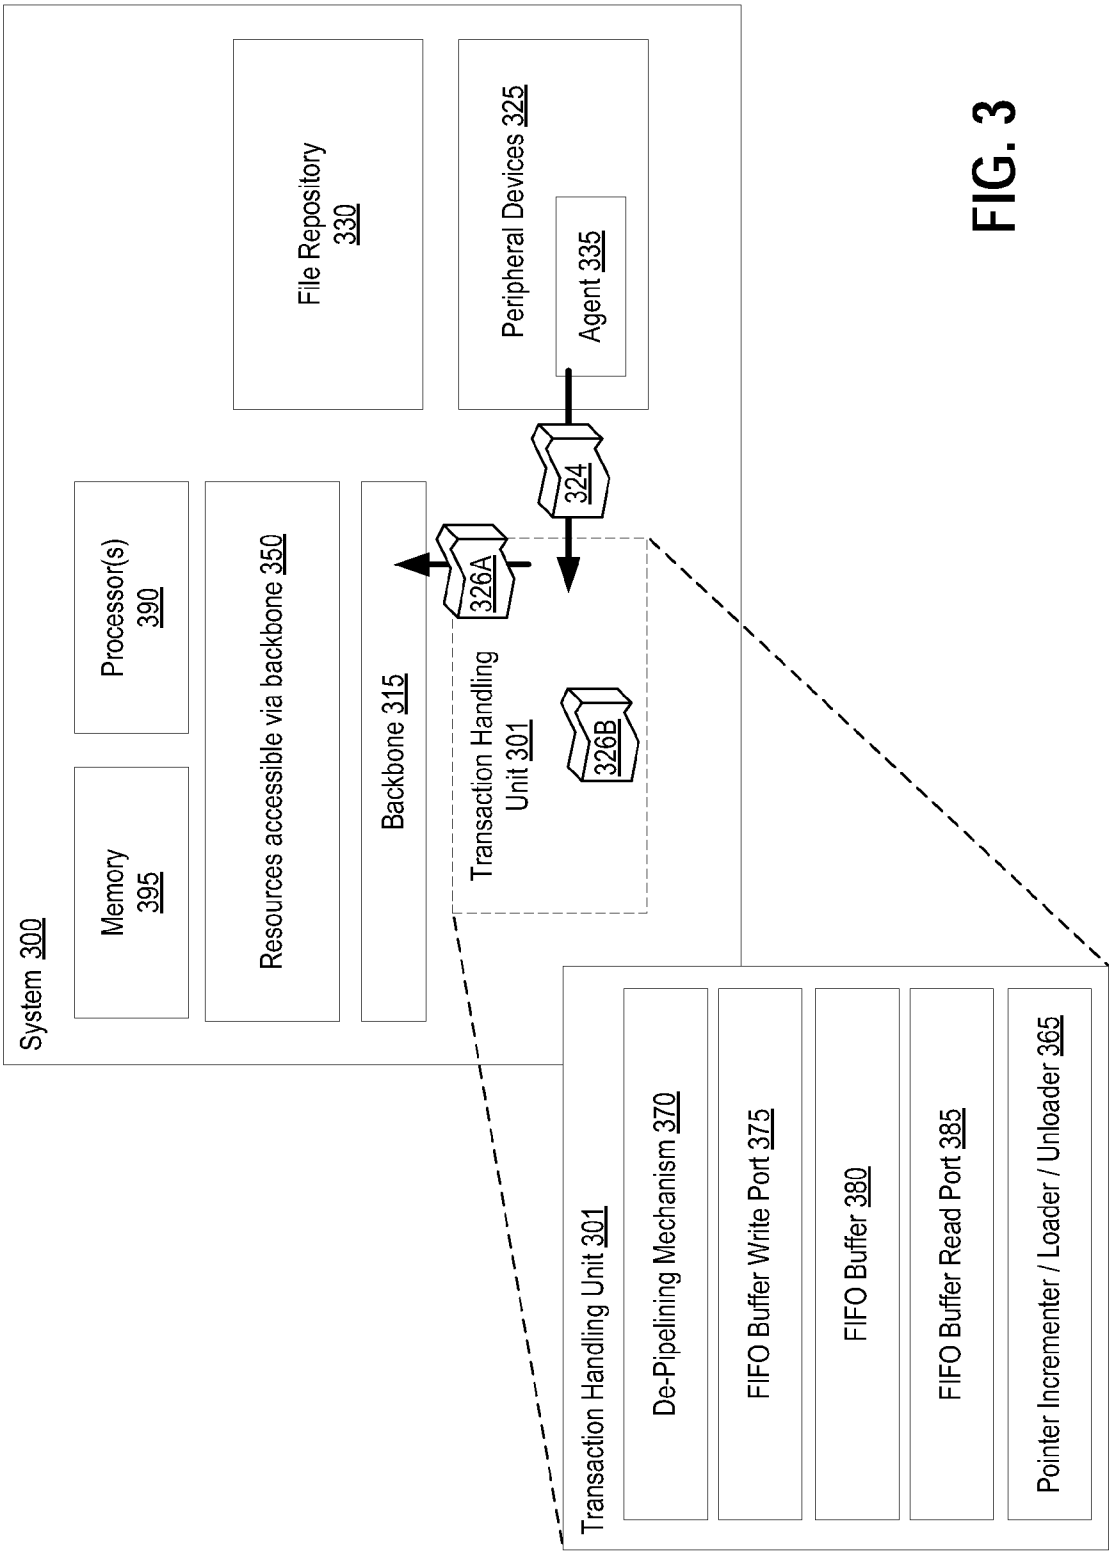 System 300
Memory
395
Processor(s)
390
Resources accessible via backbone 350
Backbone 315
File Repository
330
Peripheral Devices 325
Agent 335
324
326A
Transaction Handling
Unit 301
326B
Transaction Handling Unit 301
De-Pipelining Mechanism 370
FIFO Buffer Write Port 375
FIFO Buffer 380
FIFO Buffer Read Port 385
Pointer Incrementer / Loader / Unloader 365
FIG. 3